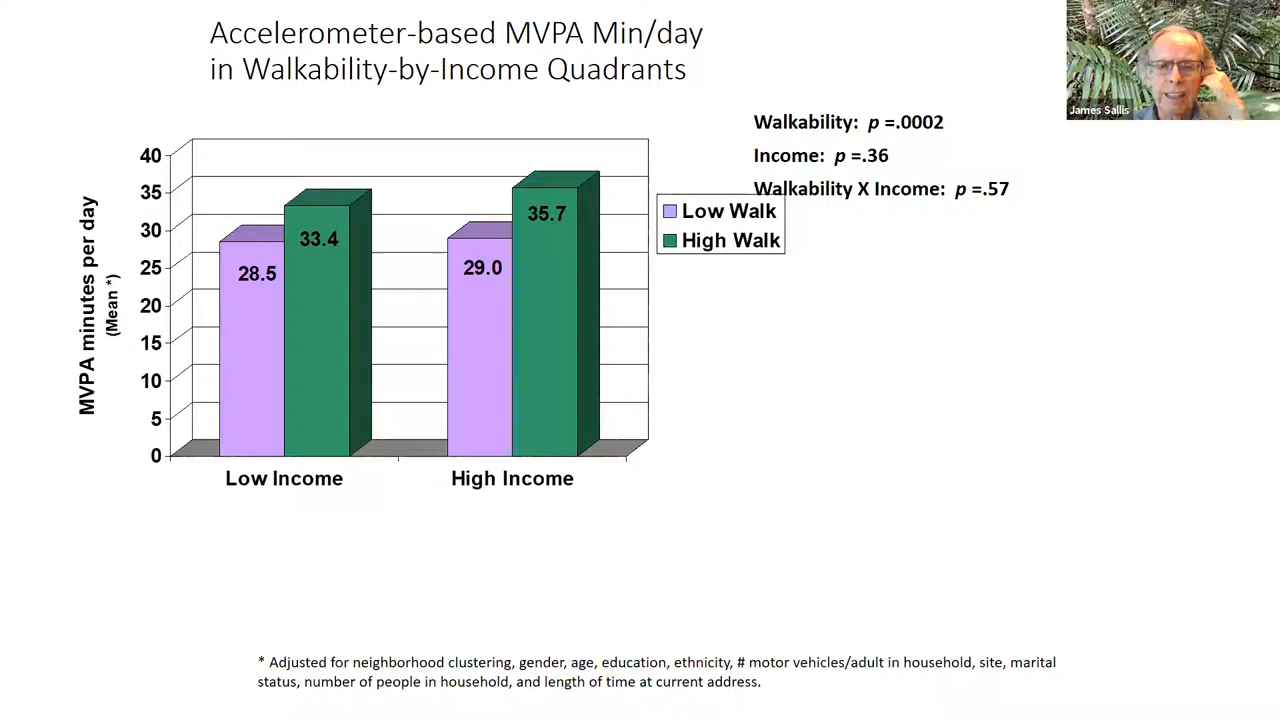 Accelerometer-based MVPA Min/day
in Walkability-by-Income Quadrants
James Sallis
Walkability: p =.0002
Income: p =.36
Walkability X Income: p =.57
Low Walk
High Walk
MVPA minutes per day
(Mean *)
40
35
30
25
20
15
10
5
0
28.5
33.4
29.0
35.7
Low Income
High Income
* Adjusted for neighborhood clustering, gender, age, education, ethnicity, # motor vehicles/adult in household, site, marital
status, number of people in household, and length of time at current address.